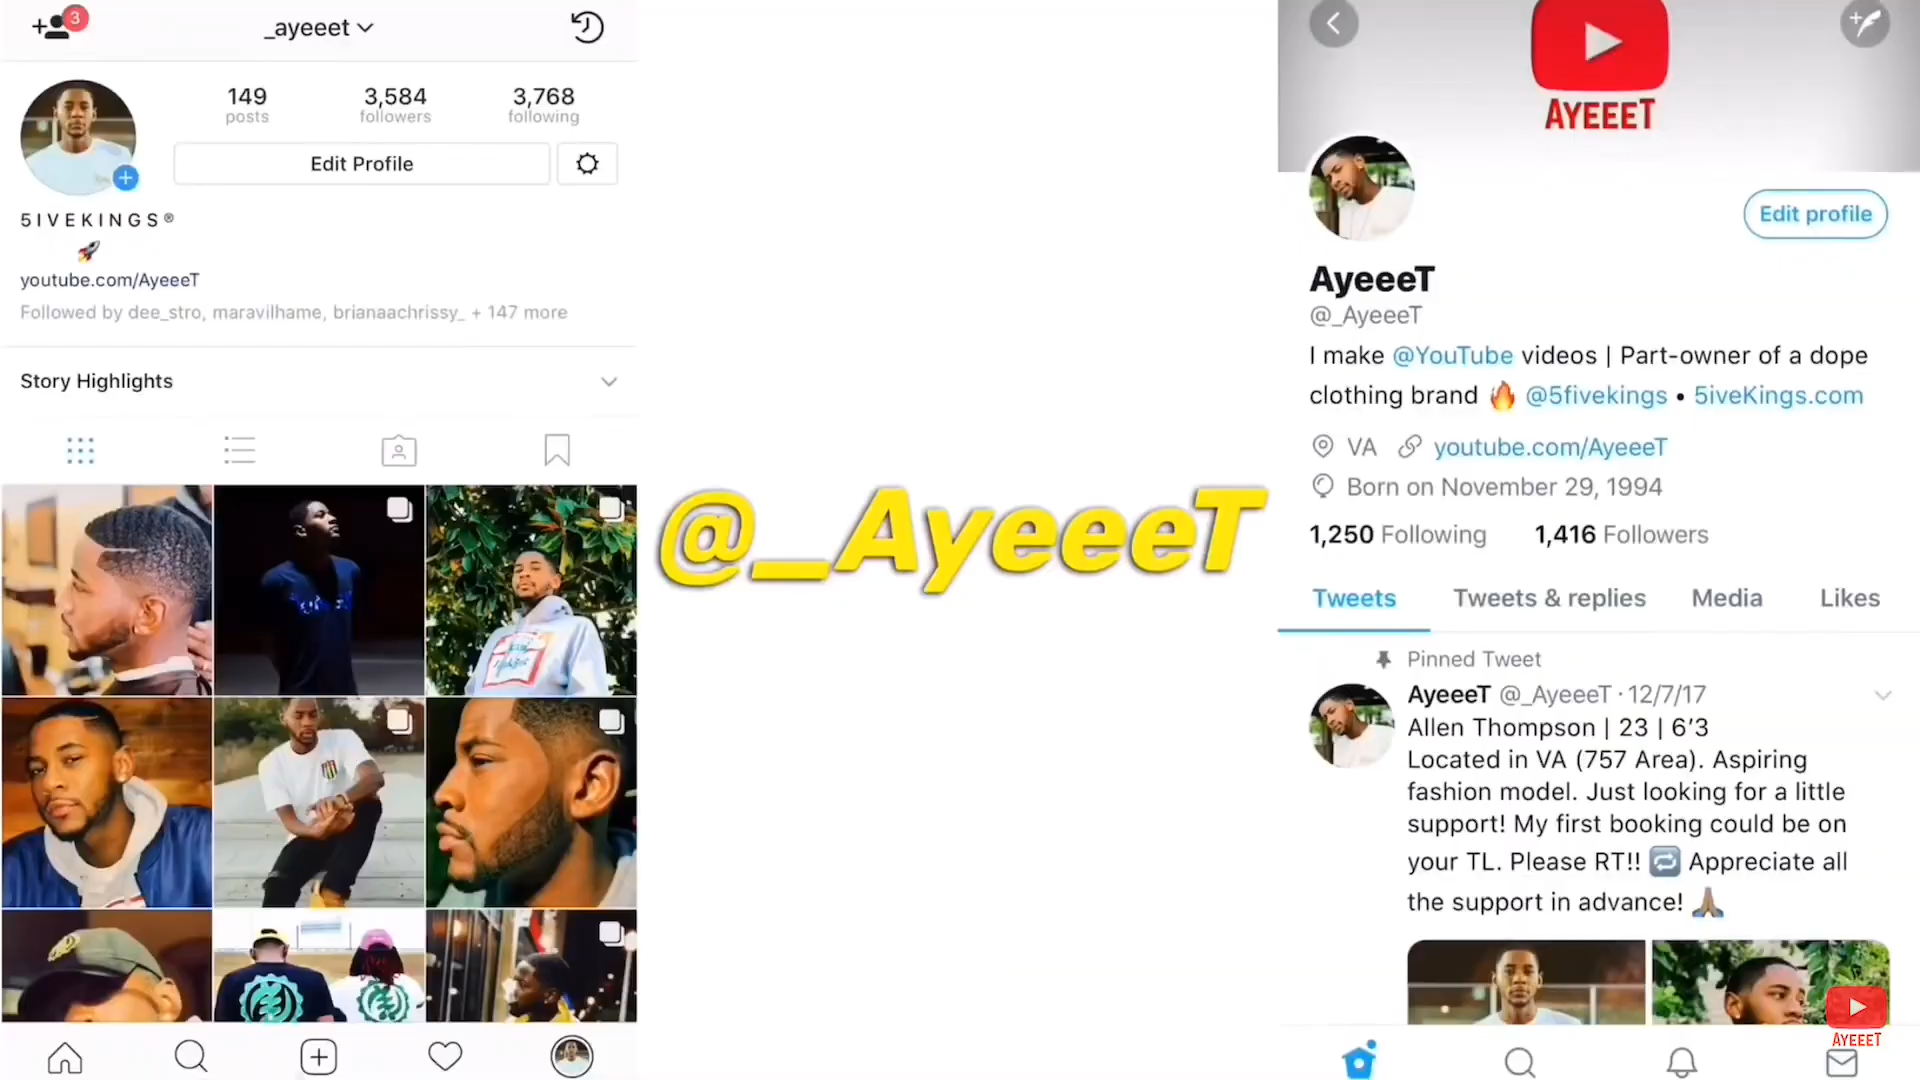 3
_ayeeet
149
3,584
3,768
posts
followers
following
Edit Profile
5IVEKINGS®
youtube.com/AyeeeT
Followed by dee_stro, maravilhame, brianaachrissy_ + 147 more
Story Highlights
@_AyeeeT
AYEEET
Edit profile
AyeeeT
@_AyeeeT
I make @YouTube videos | Part-owner of a dope
clothing brand 🔥 @5fivekings • 5iveKings.com
VA youtube.com/AyeeeT
Born on November 29, 1994
1,250 Following 1,416 Followers
Tweets Tweets & replies Media Likes
Pinned Tweet
AyeeeT @_AyeeeT · 12/7/17
Allen Thompson | 23 | 6’3
Located in VA (757 Area). Aspiring
fashion model. Just looking for a little
support! My first booking could be on
your TL. Please RT!! 🔁 Appreciate all
the support in advance! 🙏🏽
AYEEET